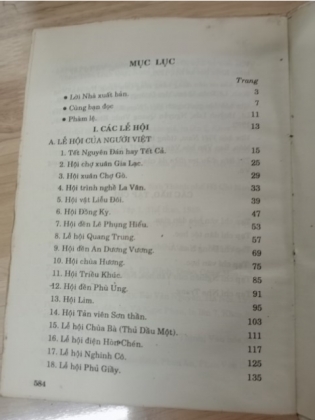 MỤC LỤC
Trang
• Lời Nhà xuất bản. 3
• Cùng bạn đọc 7
• Phàm lệ. 11
I. CÁC LỄ HỘI 13
A. LỄ HỘI CỦA NGƯỜI VIỆT
1. Tết Nguyên Đán hay Tết Cả. 15
2. Hội chợ xuân Gia Lạc. 25
3. Hội xuân Chợ Gò. 29
4. Hội trình nghề La Vân. 33
5. Hội vật Liễu Đôi. 39
6. Hội Đồng Kỵ. 47
7. Hội đền Lê Phụng Hiểu. 53
8. Lễ hội Quang Trung. 57
9. Hội đền An Dương Vương. 69
10. Hội chùa Hương. 75
11. Hội Triều Khúc. 85
12. Hội đền Phù Ủng. 91
13. Hội Lim. 95
14. Hội Tản viên Sơn thần. 103
15. Lễ hội Chùa Bà (Thủ Dầu Một). 111
16. Lễ hội điện Hòn Chén. 117
17. Lễ hội Nghinh Cô. 125
18. Lễ hội Phủ Giầy. 135
584